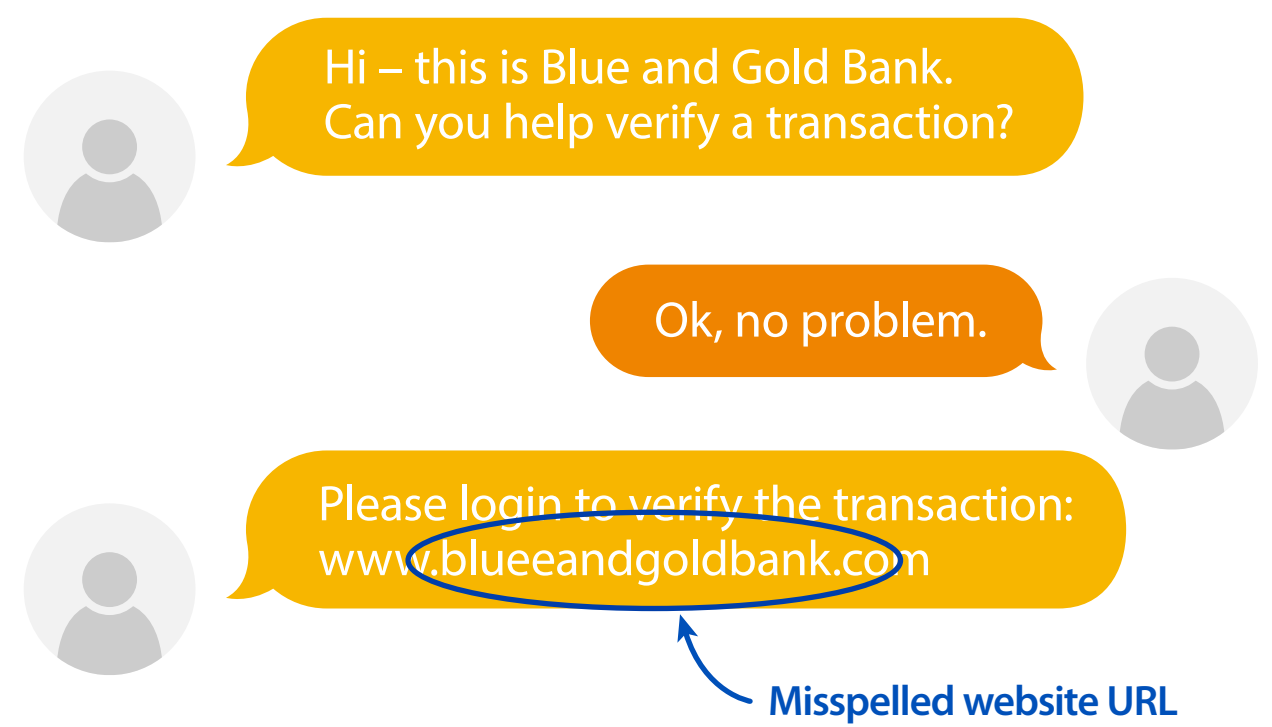 Hi – this is Blue and Gold Bank.
Can you help verify a transaction?
Ok, no problem.
Please login to verify the transaction:
www.blueeandgoldbank.com
Misspelled website URL